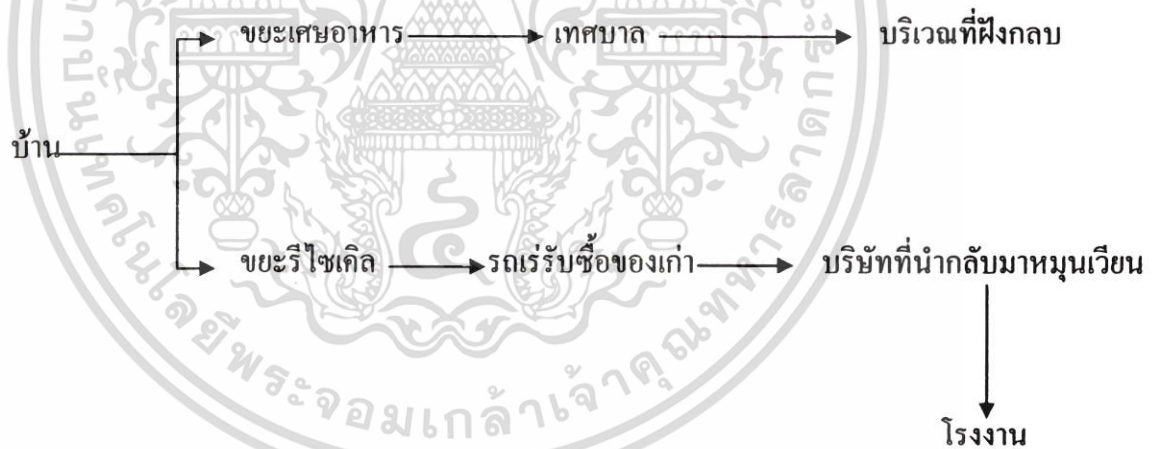 ขยะเศษอาหาร เทศบาล บริเวณที่ฝังกลบ
บ้าน
ขยะรีไซเคิล รถเร่รับซื้อของเก่า บริษัทที่นำกลับมาหมุนเวียน
โรงงาน